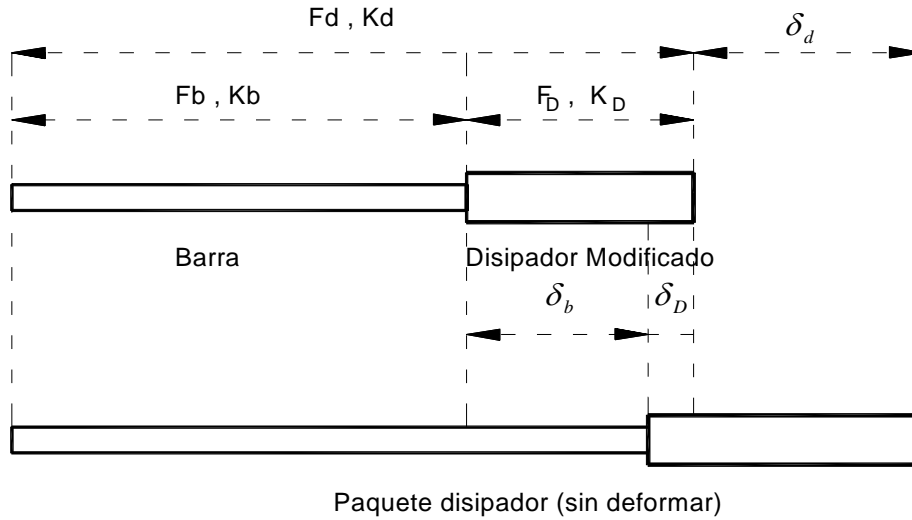 Fd , Kd
δd
Fb , Kb
FD , KD
Barra
Disipador Modificado
δb
δD
Paquete disipador (sin deformar)